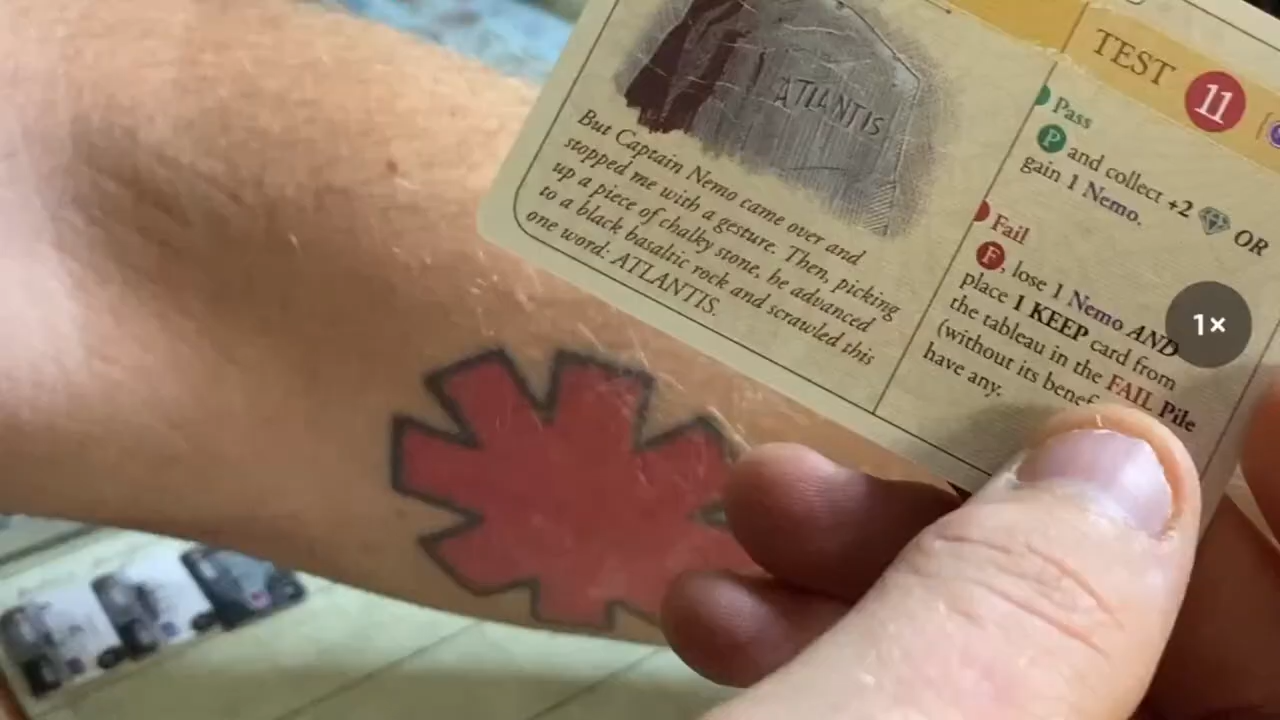 ATLANTIS
But Captain Nemo came over and
stopped me with a gesture. Then, picking
up a piece of chalky stone, he advanced
to a black basaltic rock and scrawled this
one word: ATLANTIS.
TEST 11
Pass
P and collect +2 OR
gain 1 Nemo.
Fail
F, lose 1 Nemo AND
place 1 KEEP card from
the tableau in the FAIL Pile
(without its
have any.
1×